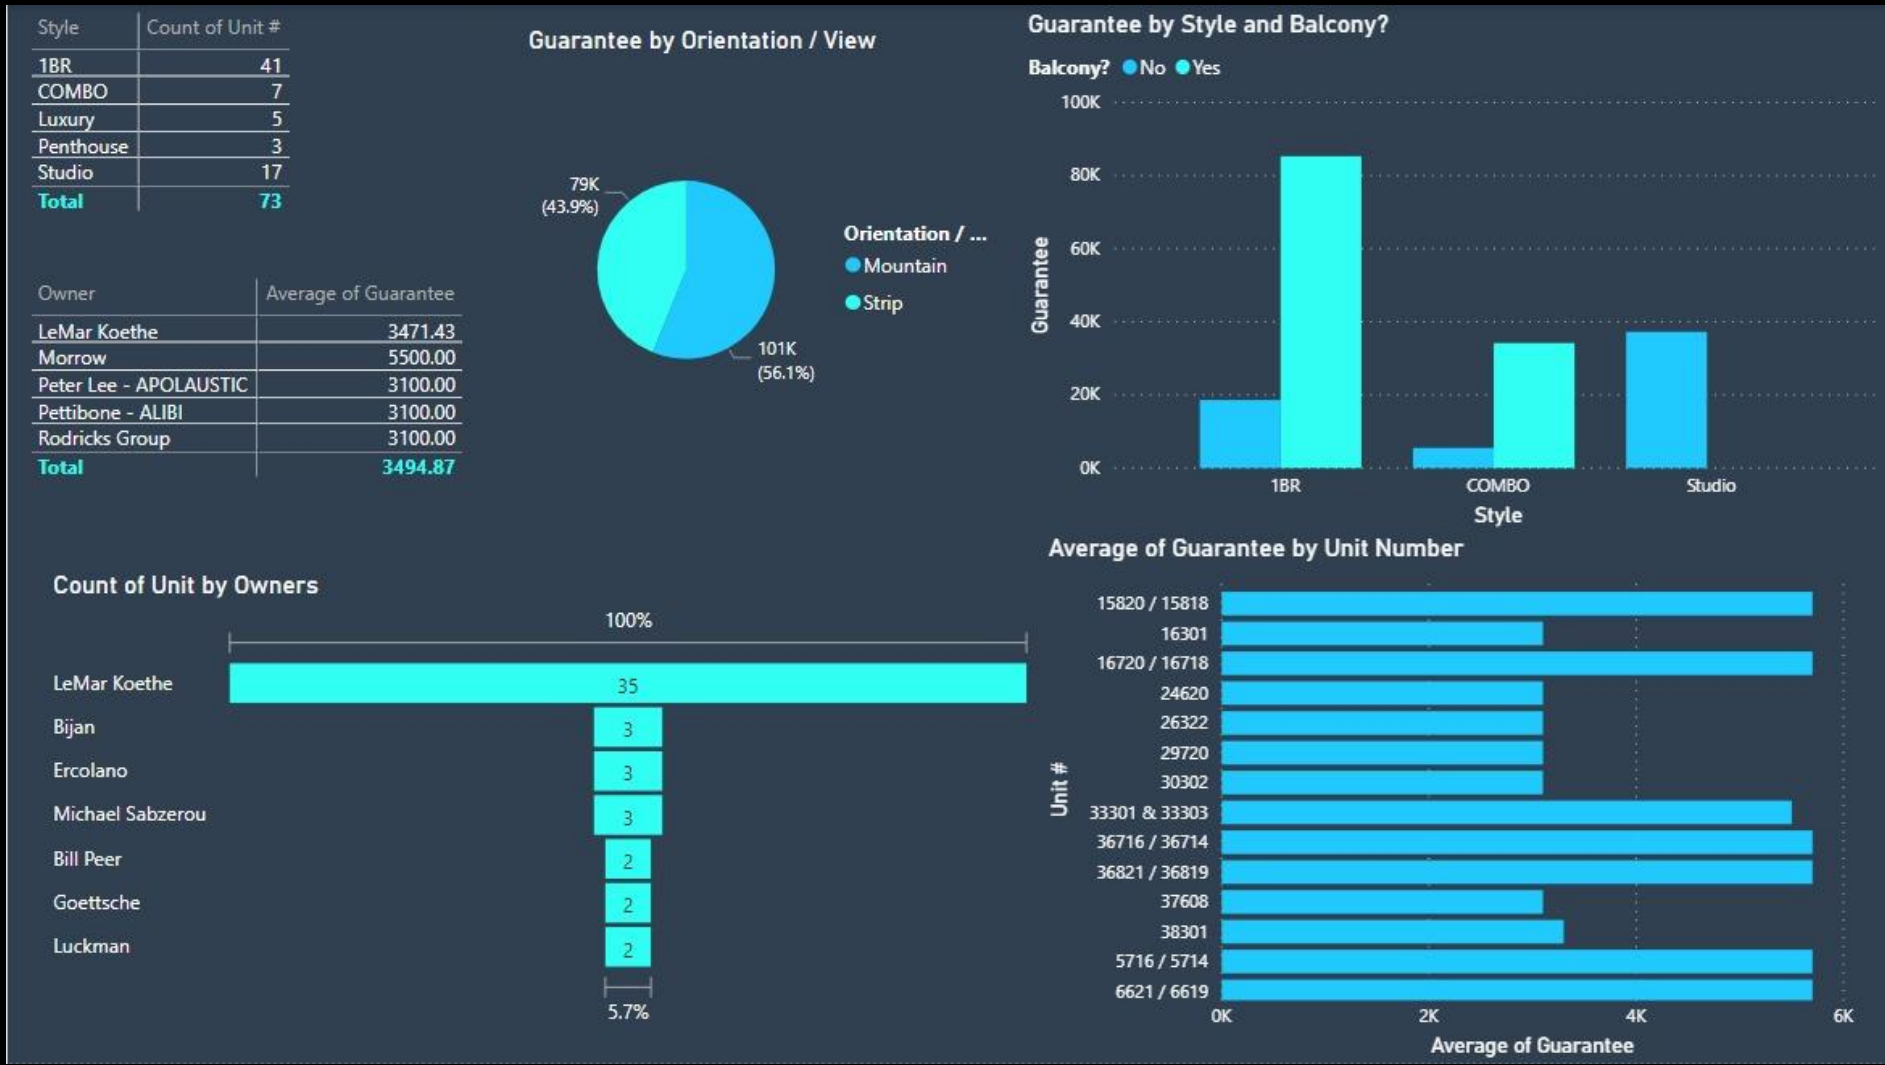 Style Count of Unit #
1BR 41
COMBO 7
Luxury 5
Penthouse 3
Studio 17
Total 73
Owner Average of Guarantee
LeMar Koethe 3471.43
Morrow 5500.00
Peter Lee - APOLAUSTIC 3100.00
Pettibone - ALIBI 3100.00
Rodricks Group 3100.00
Total 3494.87
Guarantee by Orientation / View
79K
(43.9%)
101K
(56.1%)
Orientation / ...
Mountain
Strip
Guarantee by Style and Balcony?
Balcony? No Yes
100K
80K
60K
40K
20K
0K
Guarantee
1BR COMBO Studio
Style
Count of Unit by Owners
100%
LeMar Koethe 35
Bijan 3
Ercolano 3
Michael Sabzerou 3
Bill Peer 2
Goettsche 2
Luckman 2
5.7%
Average of Guarantee by Unit Number
Unit #
15820 / 15818
16301
16720 / 16718
24620
26322
29720
30302
33301 & 33303
36716 / 36714
36821 / 36819
37608
38301
5716 / 5714
6621 / 6619
0K 2K 4K 6K
Average of Guarantee